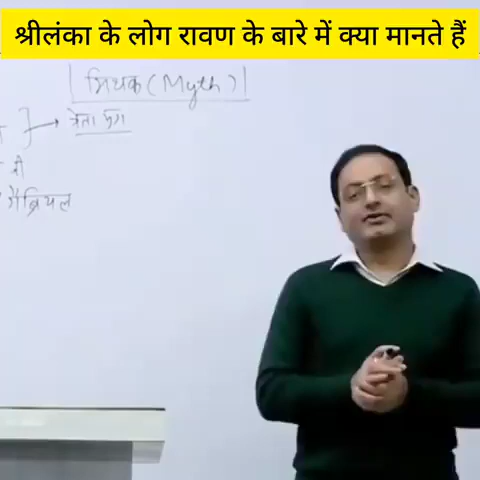 श्रीलंका के लोग रावण के बारे में क्या मानते हैं
मिथक (Myth)
त्रेता युग
री
गैब्रियल